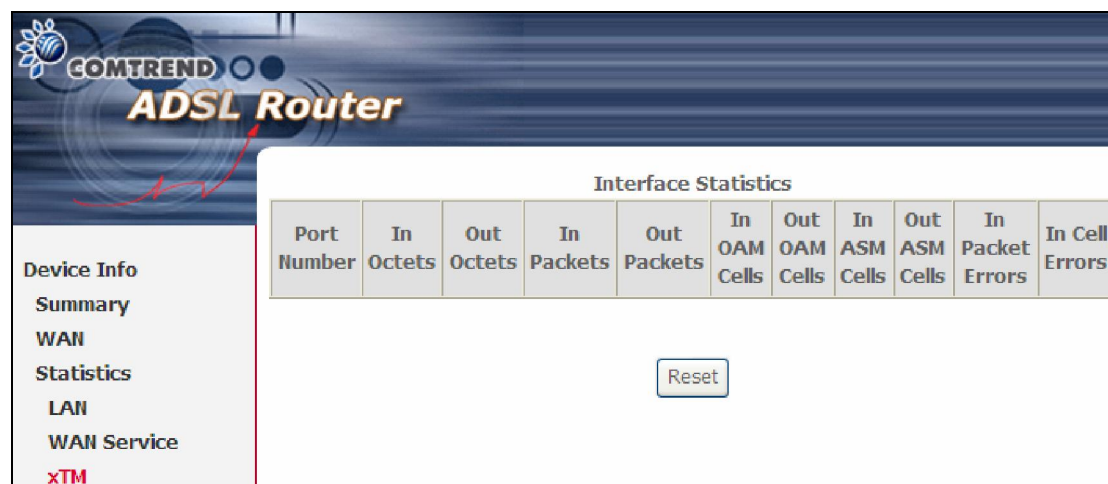 COMTREND
ADSL Router
Interface Statistics
Port Number In Octets Out Octets In Packets Out Packets In OAM Cells Out OAM Cells In ASM Cells Out ASM Cells In Packet Errors In Cell Errors
Reset
Device Info
Summary
WAN
Statistics
LAN
WAN Service
xTM